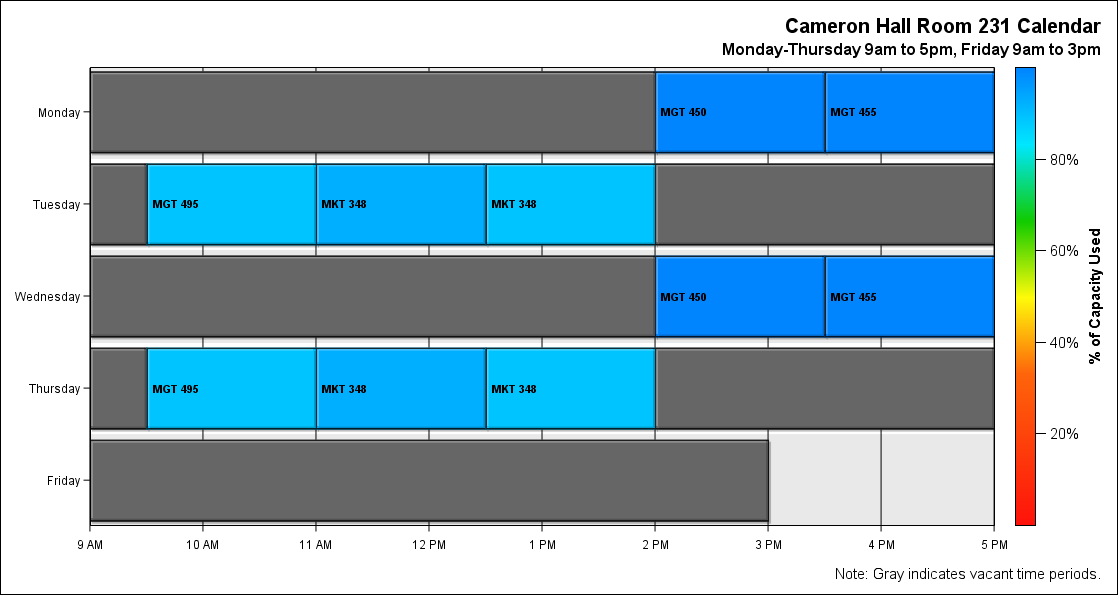 Cameron Hall Room 231 Calendar
Monday-Thursday 9am to 5pm, Friday 9am to 3pm
Monday
MGT 450
MGT 455
Tuesday
MGT 495
MKT 348
MKT 348
Wednesday
MGT 450
MGT 455
Thursday
MGT 495
MKT 348
MKT 348
Friday
9 AM
10 AM
11 AM
12 PM
1 PM
2 PM
3 PM
4 PM
5 PM
80%
60%
40%
20%
% of Capacity Used
Note: Gray indicates vacant time periods.